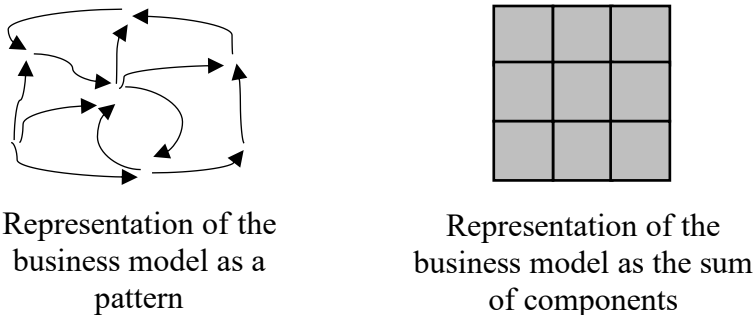 Representation of the
business model as a
pattern
Representation of the
business model as the sum
of components